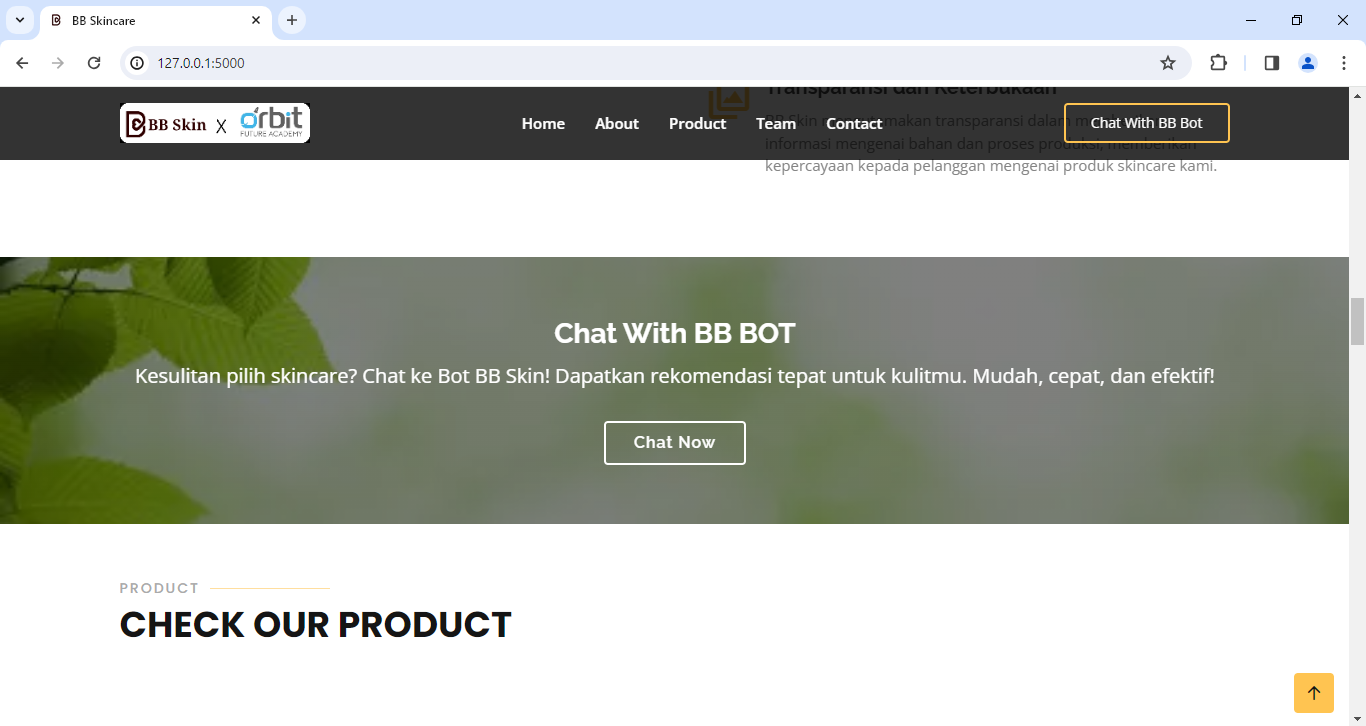 BB Skincare
127.0.0.1:5000
BB Skin X Orbit
FUTURE ACADEMY
Home About Product Team Contact
Chat With BB Bot
Transparansi dan Keterbukaan
BB Skin mengutamakan transparansi dalam
informasi mengenai bahan dan proses produksi, memberikan
kepercayaan kepada pelanggan mengenai produk skincare kami.
Chat With BB BOT
Kesulitan pilih skincare? Chat ke Bot BB Skin! Dapatkan rekomendasi tepat untuk kulitmu. Mudah, cepat, dan efektif!
Chat Now
PRODUCT
CHECK OUR PRODUCT